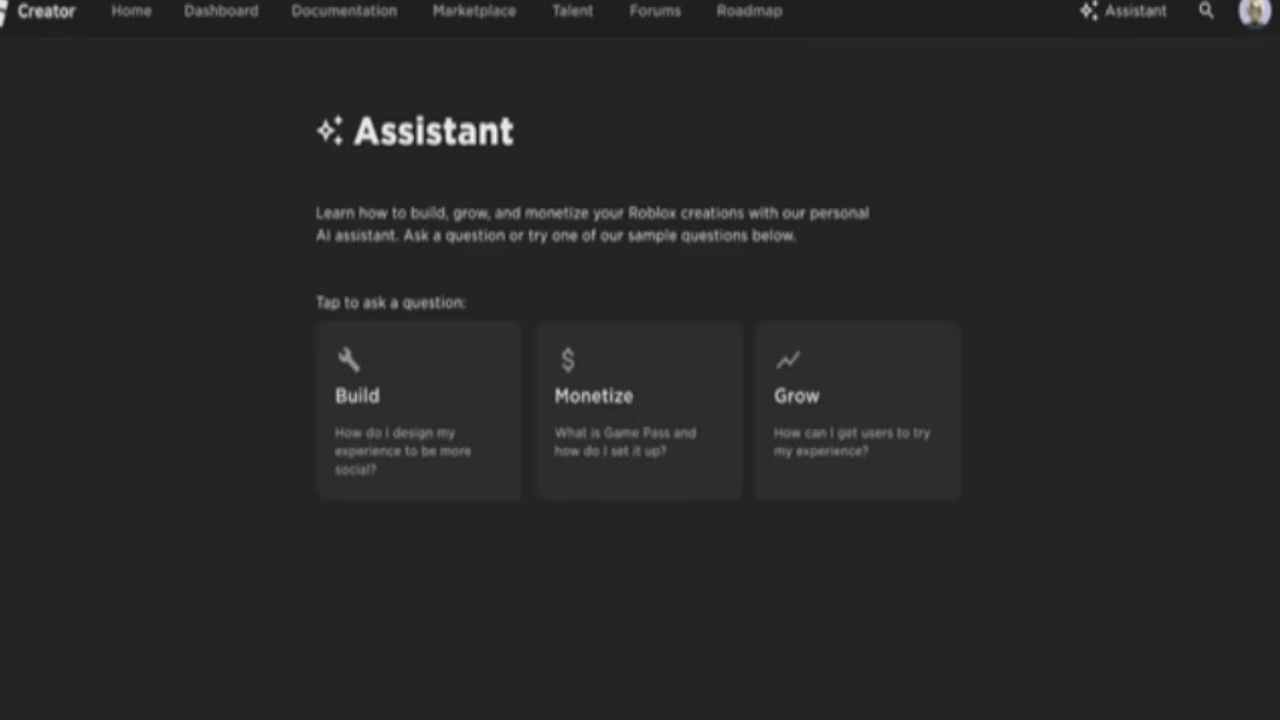 Creator Home Dashboard Documentation Marketplace Talent Forums Roadmap Assistant
Assistant
Learn how to build, grow, and monetize your Roblox creations with our personal
AI assistant. Ask a question or try one of our sample questions below.
Tap to ask a question:
Build
How do I design my
experience to be more
social?
Monetize
What is Game Pass and
how do I set it up?
Grow
How can I get users to try
my experience?